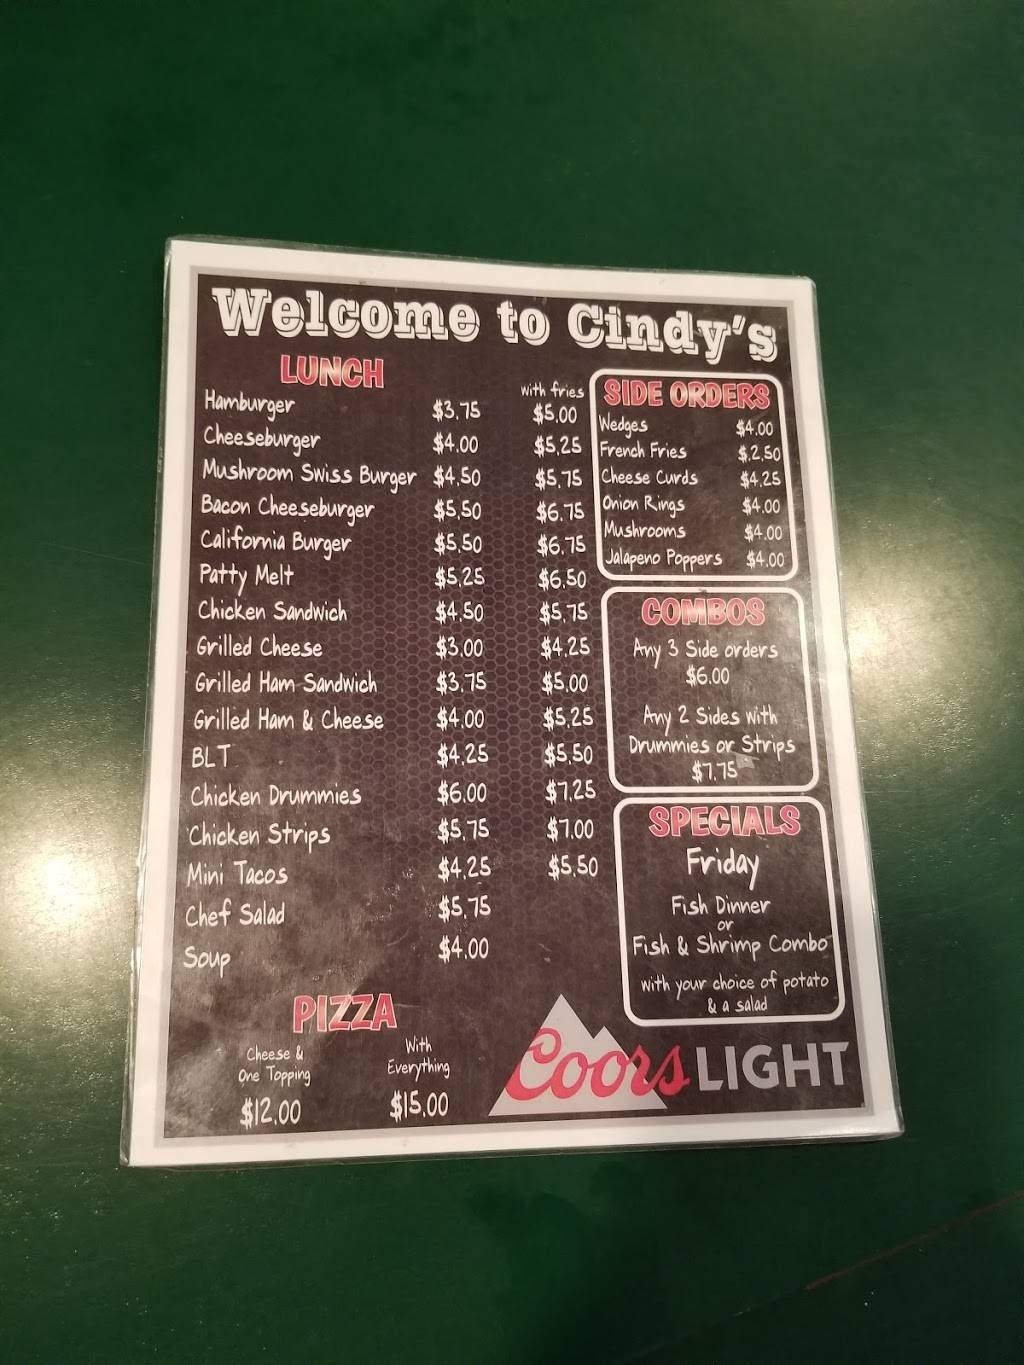 Welcome to Cindy's
LUNCH
with fries
Hamburger $3.75 $5.00
Cheeseburger $4.00 $5.25
Mushroom Swiss Burger $4.50 $5.75
Bacon Cheeseburger $5.50 $6.75
California Burger $5.50 $6.75
Patty Melt $5.25 $6.50
Chicken Sandwich $4.50 $5.75
Grilled Cheese $3.00 $4.25
Grilled Ham Sandwich $3.75 $5.00
Grilled Ham & Cheese $4.00 $5.25
BLT $4.25 $5.50
Chicken Drummies $6.00 $7.25
Chicken Strips $5.75 $7.00
Mini Tacos $4.25 $5.50
Chef Salad $5.75
Soup $4.00
PIZZA
Cheese &
One Topping
$12.00
With
Everything
$15.00
SIDE ORDERS
Wedges $4.00
French Fries $2.50
Cheese Curds $4.25
Onion Rings $4.00
Mushrooms $4.00
Jalapeno Poppers $4.00
COMBOS
Any 3 Side orders
$6.00
Any 2 Sides with
Drummies or Strips
$7.75
SPECIALS
Friday
Fish Dinner
or
Fish & Shrimp Combo
with your choice of potato
& a salad
Coors LIGHT